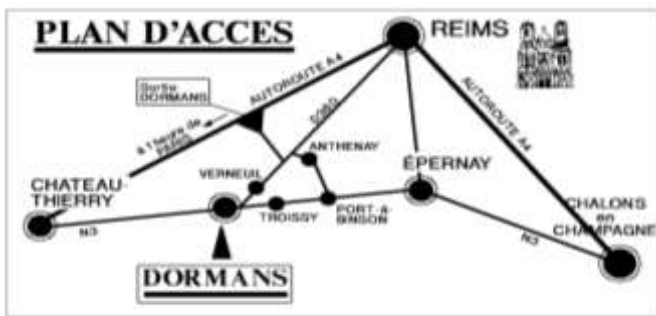 PLAN D'ACCES
REIMS
Sortie
DORMANS
AUTOROUTE A4
à 1 heure de
PARIS
D380
AUTOROUTE A4
ANTHENAY
VERNEUIL
ÉPERNAY
CHATEAU-
THIERRY
TROISSY
PORT-à-
BINSON
CHALONS
en
CHAMPAGNE
N3
N3
DORMANS